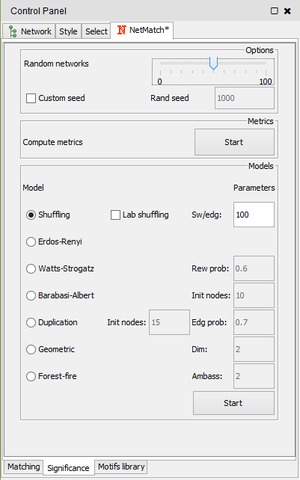 Control Panel
Network Style Select NetMatch*
Options
Random networks
0 100
Custom seed Rand seed 1000
Metrics
Compute metrics Start
Models
Model Parameters
Shuffling Lab shuffling Sw/edg: 100
Erdos-Renyi
Watts-Strogatz Rew prob: 0.6
Barabasi-Albert Init nodes: 10
Duplication Init nodes: 15 Edg prob: 0.7
Geometric Dim: 2
Forest-fire Ambass: 2
Start
Matching Significance Motifs library